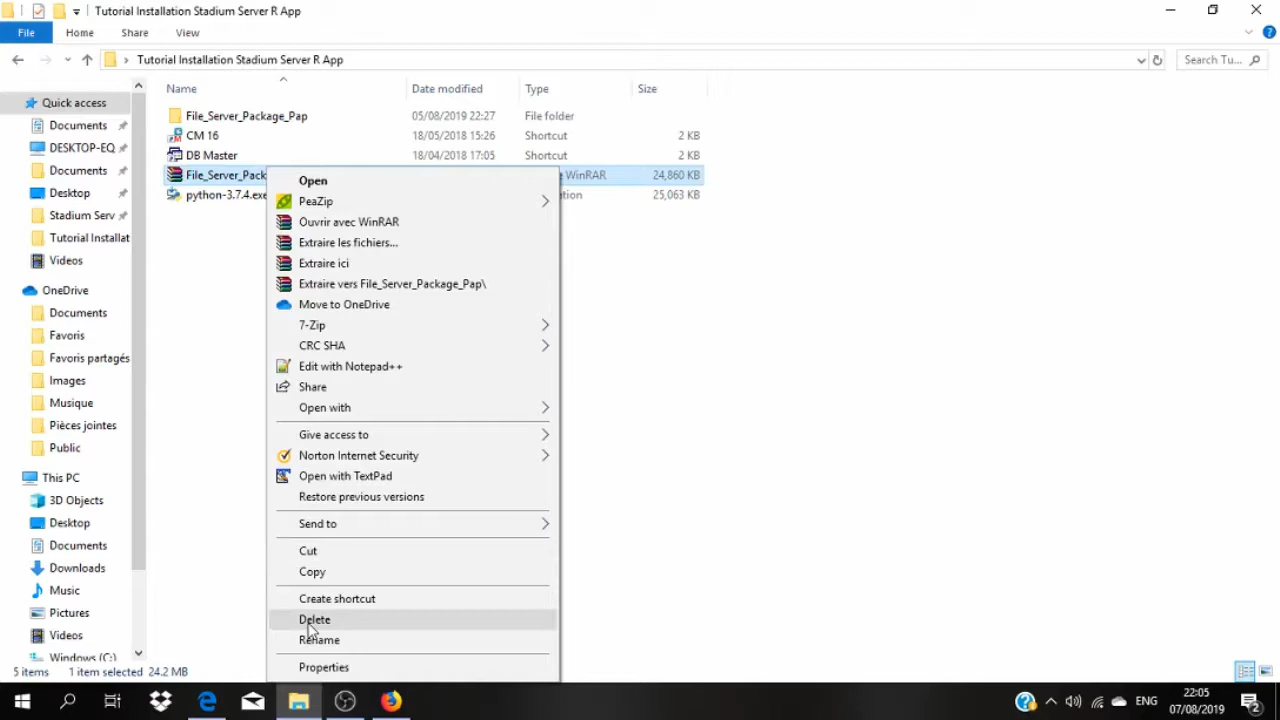 Tutorial Installation Stadium Server R App
File Home Share View
Tutorial Installation Stadium Server R App Search Tu...
Name Date modified Type Size
Quick access
Documents
DESKTOP-EQ
Documents
Desktop
Stadium Serv
Tutorial Installat
Videos
OneDrive
Documents
Favoris
Favoris partagés
Images
Musique
Pièces jointes
Public
This PC
3D Objects
Desktop
Documents
Downloads
Music
Pictures
Videos
Windows (C:)
File_Server_Package_Pap 05/08/2019 22:27 File folder
CM 16 18/05/2018 15:26 Shortcut 2 KB
DB Master 18/04/2018 17:05 Shortcut 2 KB
File_Server_Pack WinRAR 24,860 KB
python-3.7.4.exe 25,063 KB
Open
PeaZip
Ouvrir avec WinRAR
Extraire les fichiers...
Extraire ici
Extraire vers File_Server_Package_Pap\
Move to OneDrive
7-Zip
CRC SHA
Edit with Notepad++
Share
Open with
Give access to
Norton Internet Security
Open with TextPad
Restore previous versions
Send to
Cut
Copy
Create shortcut
Delete
Rename
Properties
5 items 1 item selected 24.2 MB
ENG 22:05
07/08/2019 2